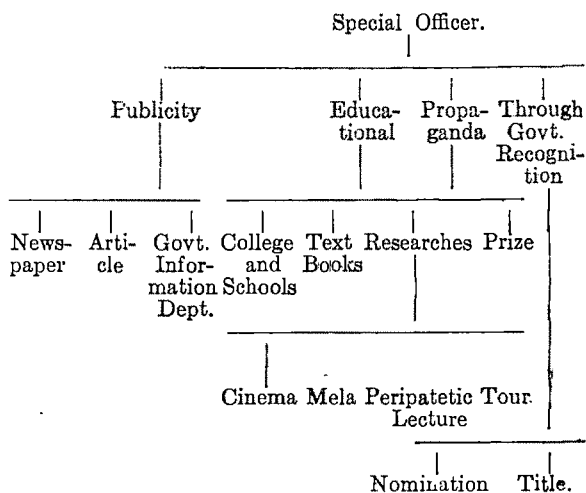 Special Officer.
Publicity Educa- Propa- Through
tional ganda Govt.
Recogni-
tion
News- Arti- Govt. College Text Researches Prize
paper cle Infor- and Books
mation Schools
Dept.
Cinema Mela Peripatetic Tour.
Lecture
Nomination Title.